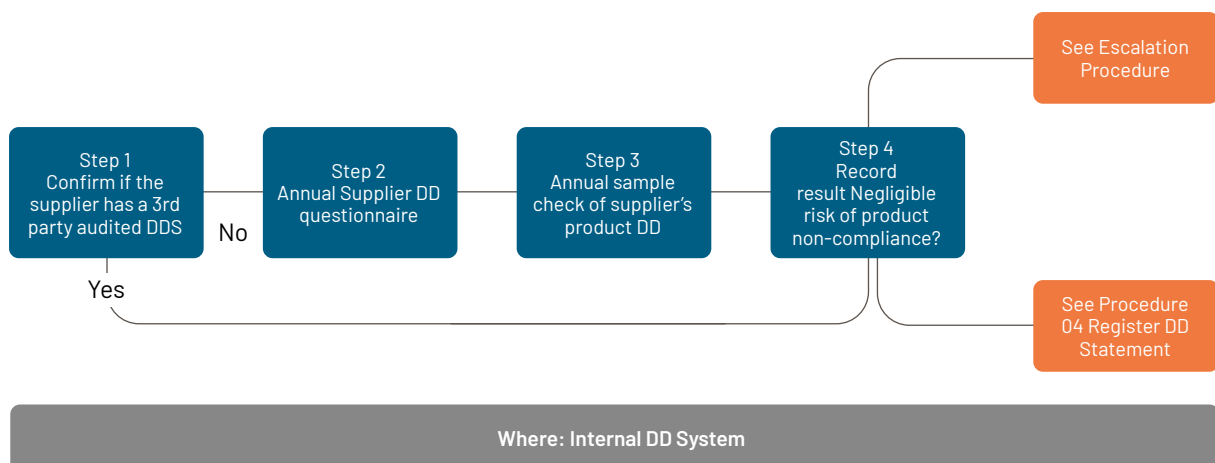 See Escalation
Procedure
Step 1
Confirm if the
supplier has a 3rd
party audited DDS
No
Step 2
Annual Supplier DD
questionnaire
Step 3
Annual sample
check of supplier's
product DD
Step 4
Record
result Negligible
risk of product
non-compliance?
Yes
See Procedure
04 Register DD
Statement
Where: Internal DD System